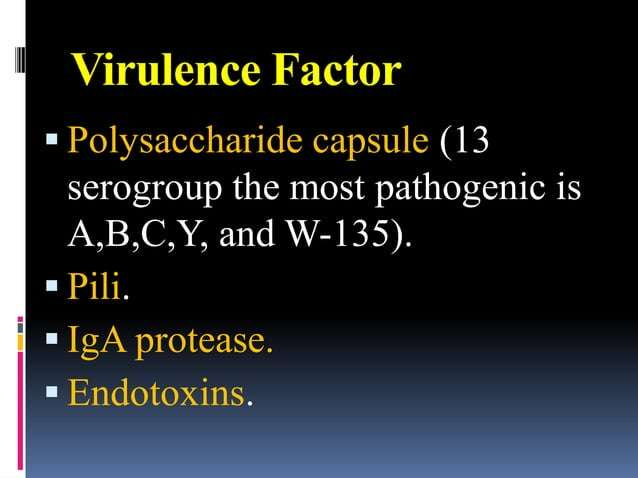 Virulence Factor
▪ Polysaccharide capsule (13
serogroup the most pathogenic is
A,B,C,Y, and W-135).
▪ Pili.
▪ IgA protease.
▪ Endotoxins.